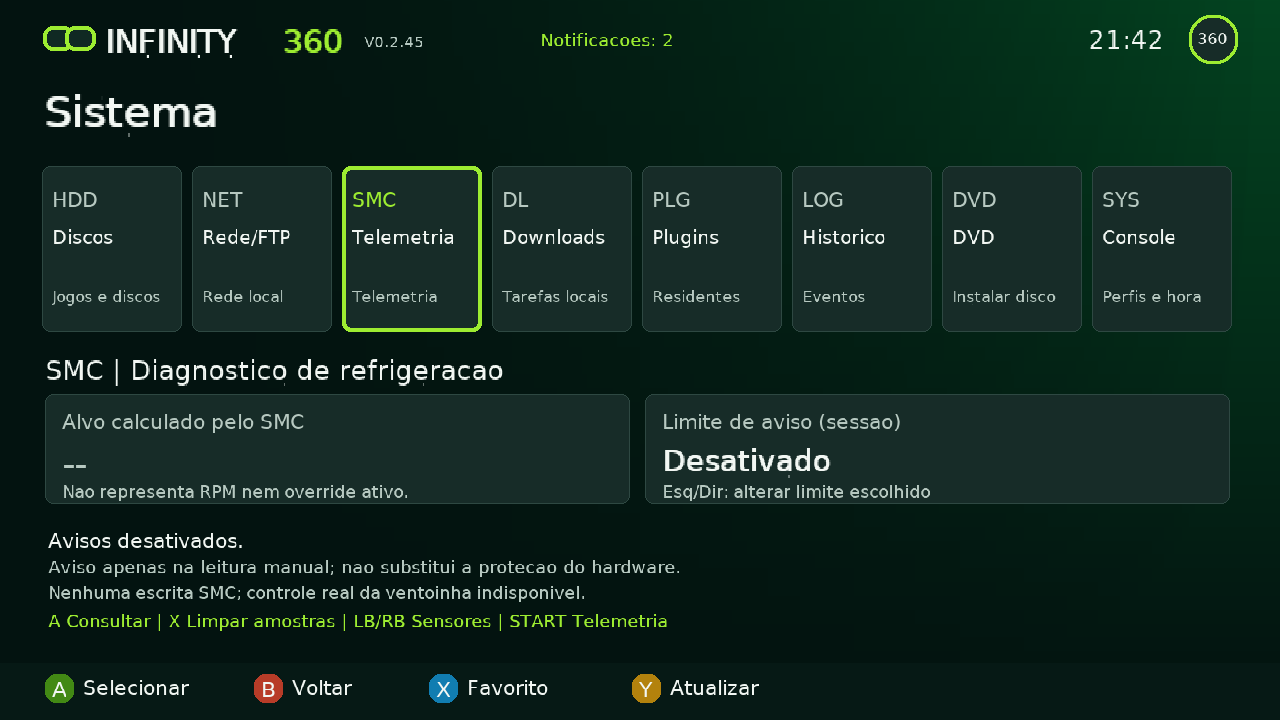 INFINITY 360 V0.2.45 Notificacoes: 2 21:42 360
Sistema
HDD NET SMC DL PLG LOG DVD SYS
Discos Rede/FTP Telemetria Downloads Plugins Historico DVD Console
Jogos e discos Rede local Telemetria Tarefas locais Residentes Eventos Instalar disco Perfis e hora
SMC | Diagnostico de refrigeracao
Alvo calculado pelo SMC
--
Nao representa RPM nem override ativo.
Limite de aviso (sessao)
Desativado
Esq/Dir: alterar limite escolhido
Avisos desativados.
Aviso apenas na leitura manual; nao substitui a protecao do hardware.
Nenhuma escrita SMC; controle real da ventoinha indisponivel.
A Consultar | X Limpar amostras | LB/RB Sensores | START Telemetria
A Selecionar B Voltar X Favorito Y Atualizar